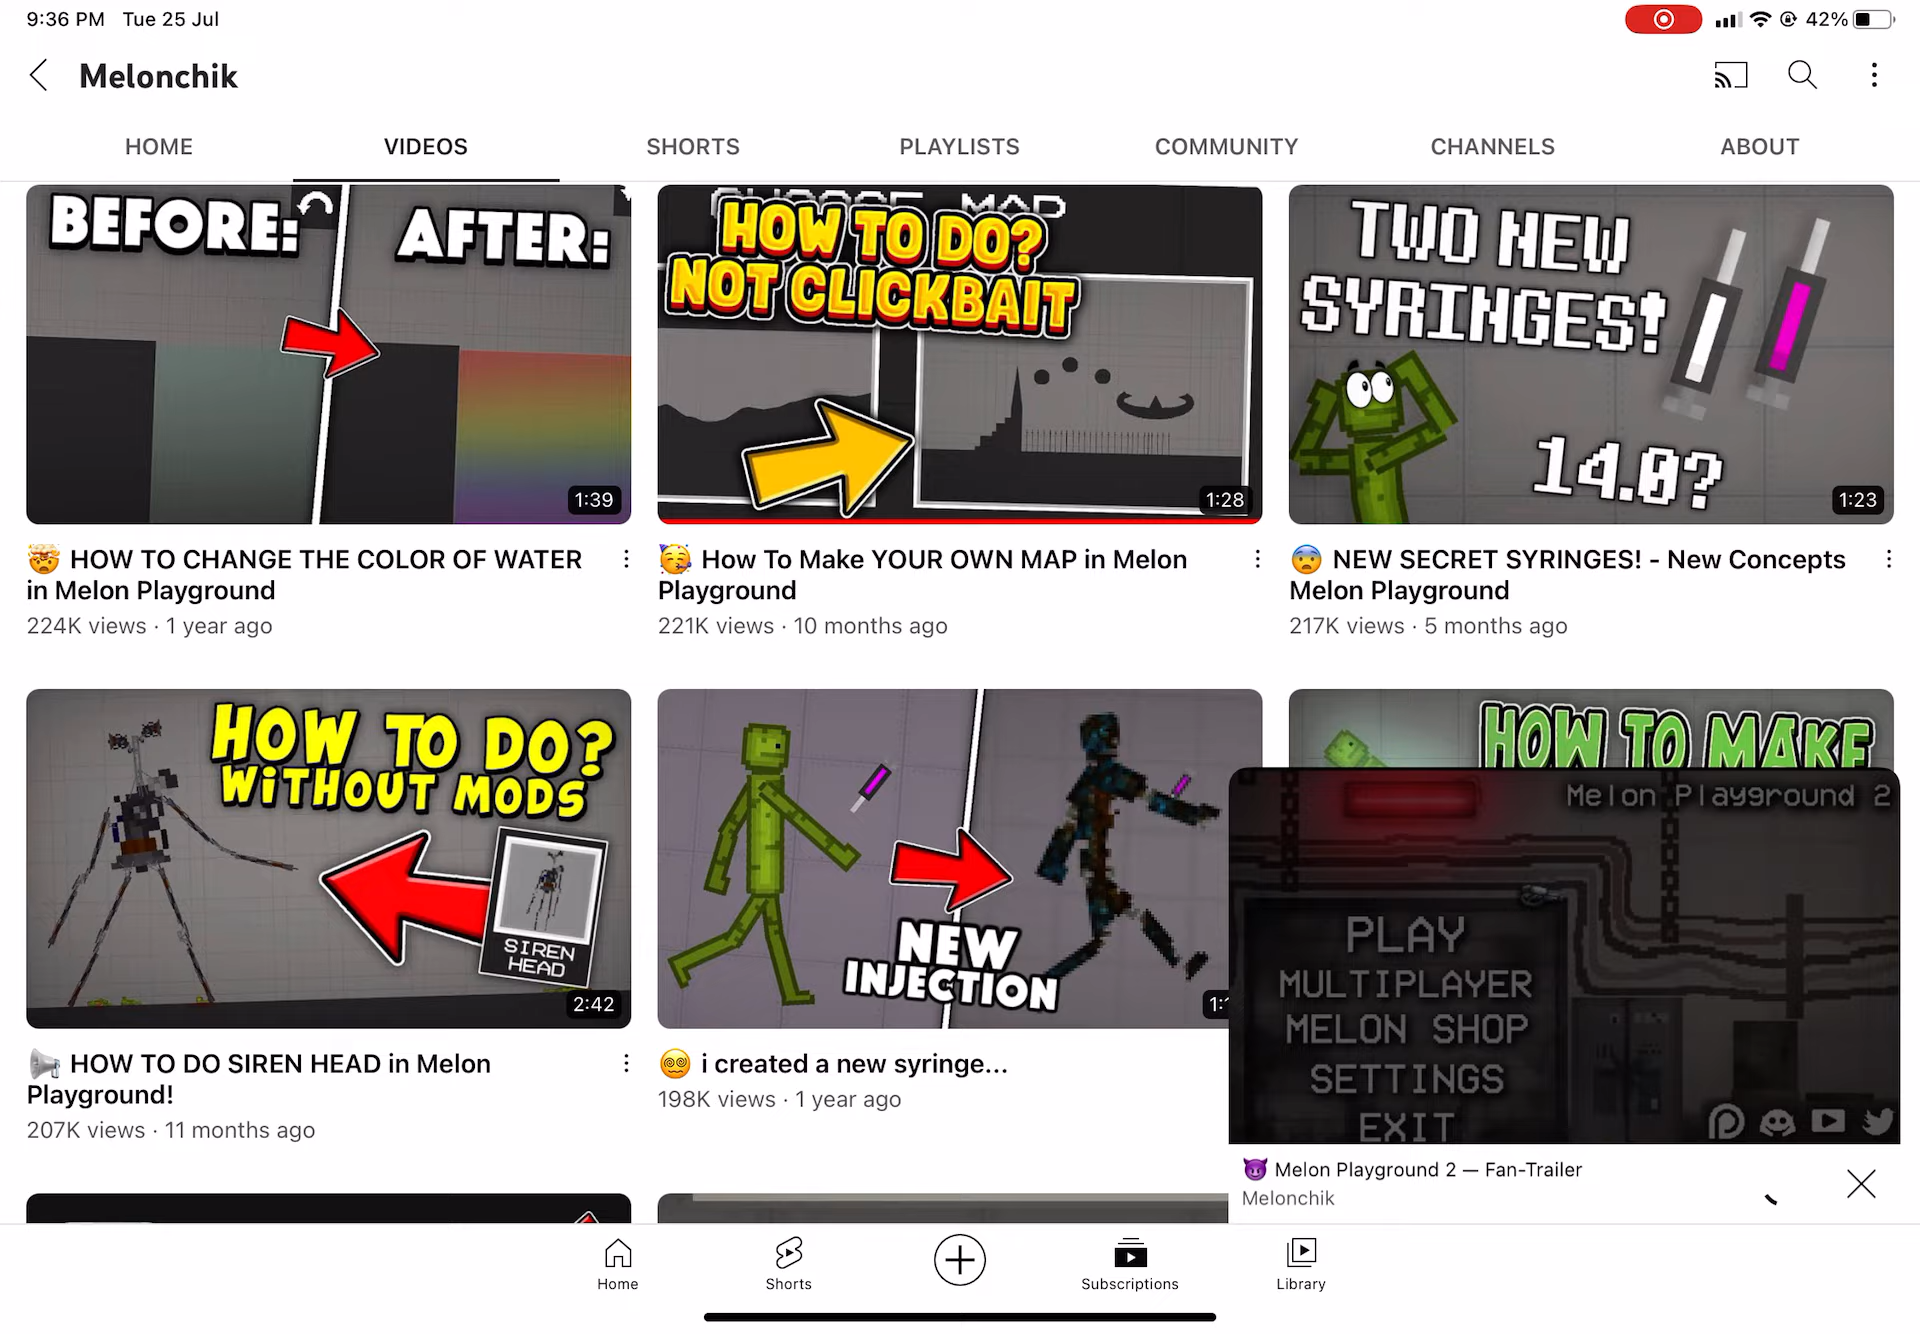 9:36 PM Tue 25 Jul
42%
Melonchik
HOME VIDEOS SHORTS PLAYLISTS COMMUNITY CHANNELS ABOUT
BEFORE:
AFTER:
1:39
HOW TO DO?
NOT CLICKBAIT
1:28
TWO NEW
SYRINGES!
14.0?
1:23
🤯 HOW TO CHANGE THE COLOR OF WATER
in Melon Playground
224K views · 1 year ago
🥳 How To Make YOUR OWN MAP in Melon
Playground
221K views · 10 months ago
😨 NEW SECRET SYRINGES! - New Concepts
Melon Playground
217K views · 5 months ago
HOW TO DO?
WITHOUT MODS
SIREN
HEAD
2:42
NEW
INJECTION
HOW TO MAKE
📢 HOW TO DO SIREN HEAD in Melon
Playground!
207K views · 11 months ago
😵‍💫 i created a new syringe...
198K views · 1 year ago
Melon Playground 2
PLAY
MULTIPLAYER
MELON SHOP
SETTINGS
EXIT
😈 Melon Playground 2 — Fan-Trailer
Melonchik
Home Shorts Subscriptions Library